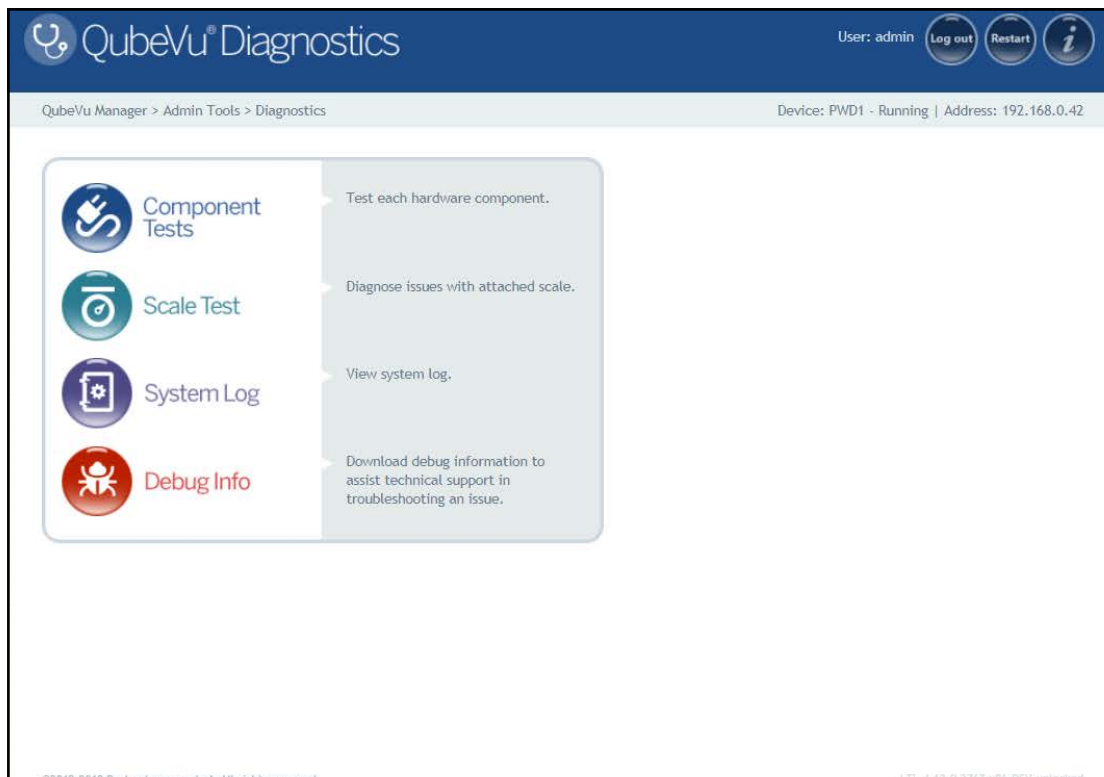 QubeVu® Diagnostics
User: admin
Log out
Restart
i
QubeVu Manager > Admin Tools > Diagnostics
Device: PWD1 - Running | Address: 192.168.0.42
Component
Tests
Test each hardware component.
Scale Test
Diagnose issues with attached scale.
System Log
View system log.
Debug Info
Download debug information to
assist technical support in
troubleshooting an issue.